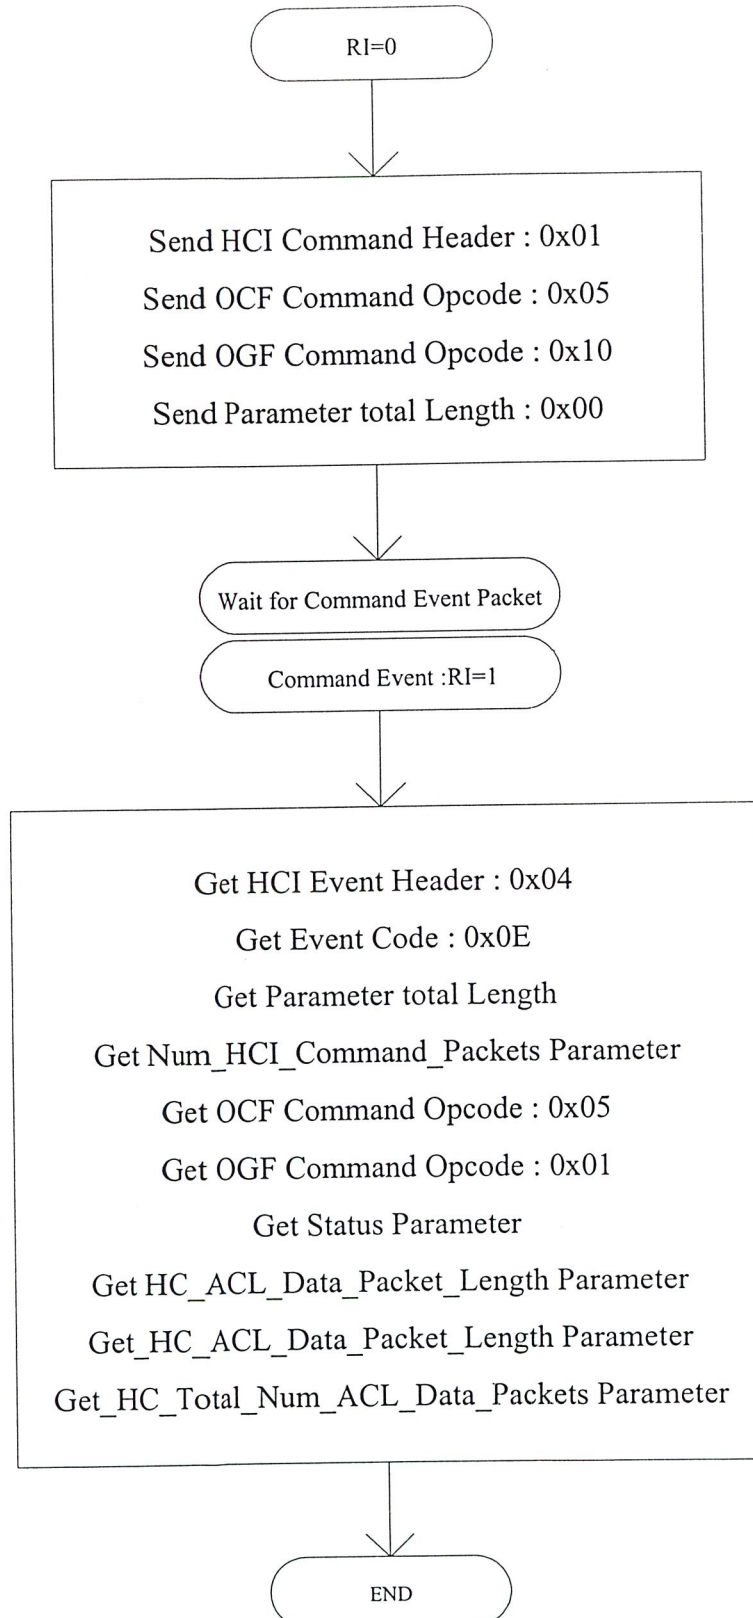 RI=0
Send HCI Command Header : 0x01
Send OCF Command Opcode : 0x05
Send OGF Command Opcode : 0x10
Send Parameter total Length : 0x00
Wait for Command Event Packet
Command Event :RI=1
Get HCI Event Header : 0x04
Get Event Code : 0x0E
Get Parameter total Length
Get Num_HCI_Command_Packets Parameter
Get OCF Command Opcode : 0x05
Get OGF Command Opcode : 0x01
Get Status Parameter
Get HC_ACL_Data_Packet_Length Parameter
Get_HC_ACL_Data_Packet_Length Parameter
Get_HC_Total_Num_ACL_Data_Packets Parameter
END